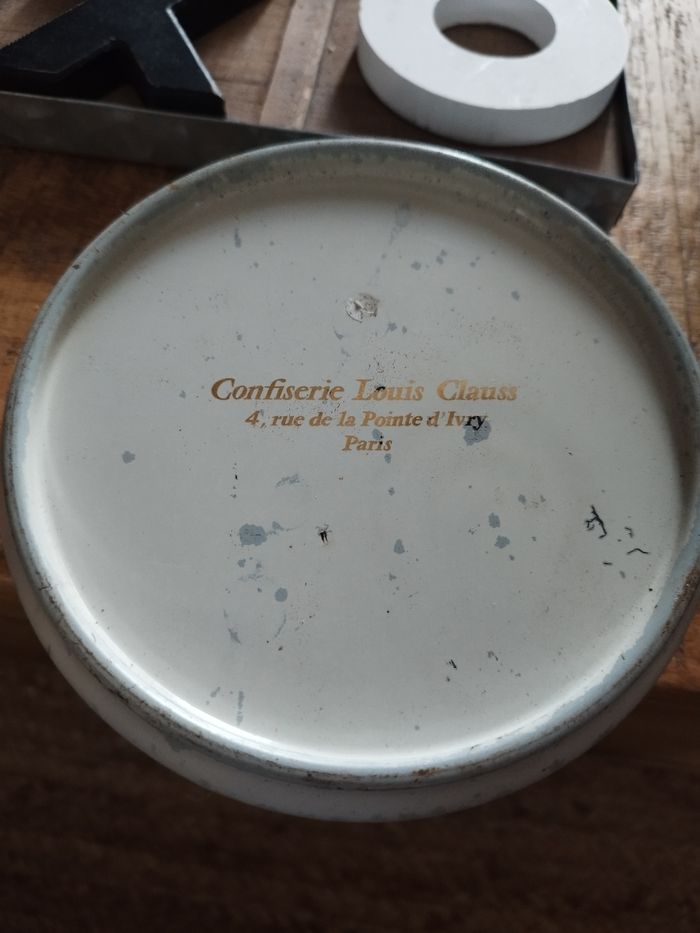 Confiserie Louis Clauss
4, rue de la Pointe d'Ivry
Paris